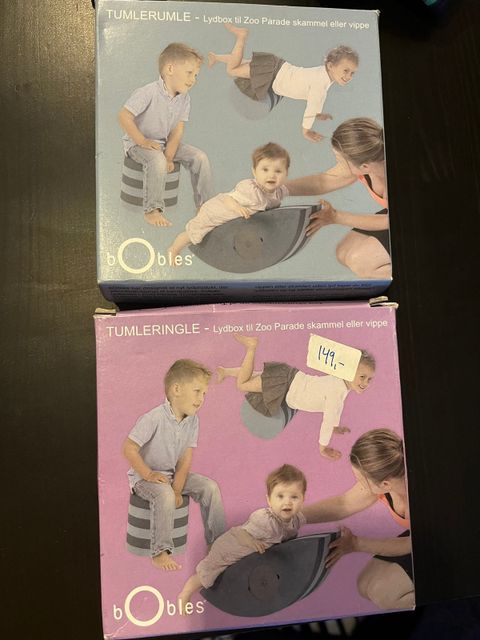 TUMLERUMLE - Lydbox til Zoo Parade skammel eller vippe
bObles®
TUMLERINGLE - Lydbox til Zoo Parade skammel eller vippe
149,-
bObles®